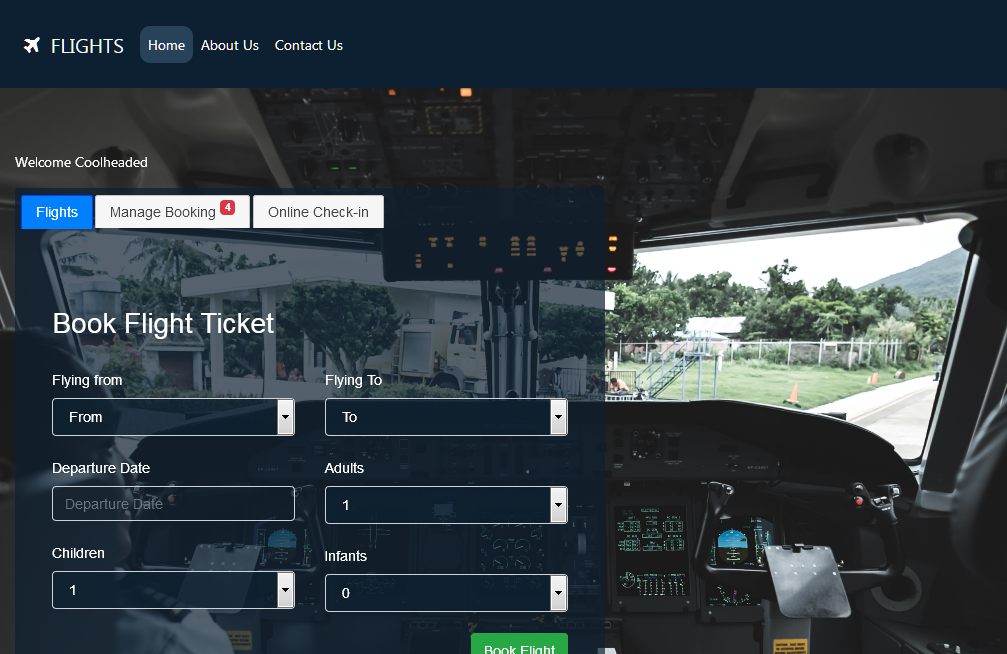 FLIGHTS Home About Us Contact Us
Welcome Coolheaded
Flights Manage Booking 4 Online Check-in
Book Flight Ticket
Flying from Flying To
From To
Departure Date Adults
Departure Date 1
Children Infants
1 0
Book Flight